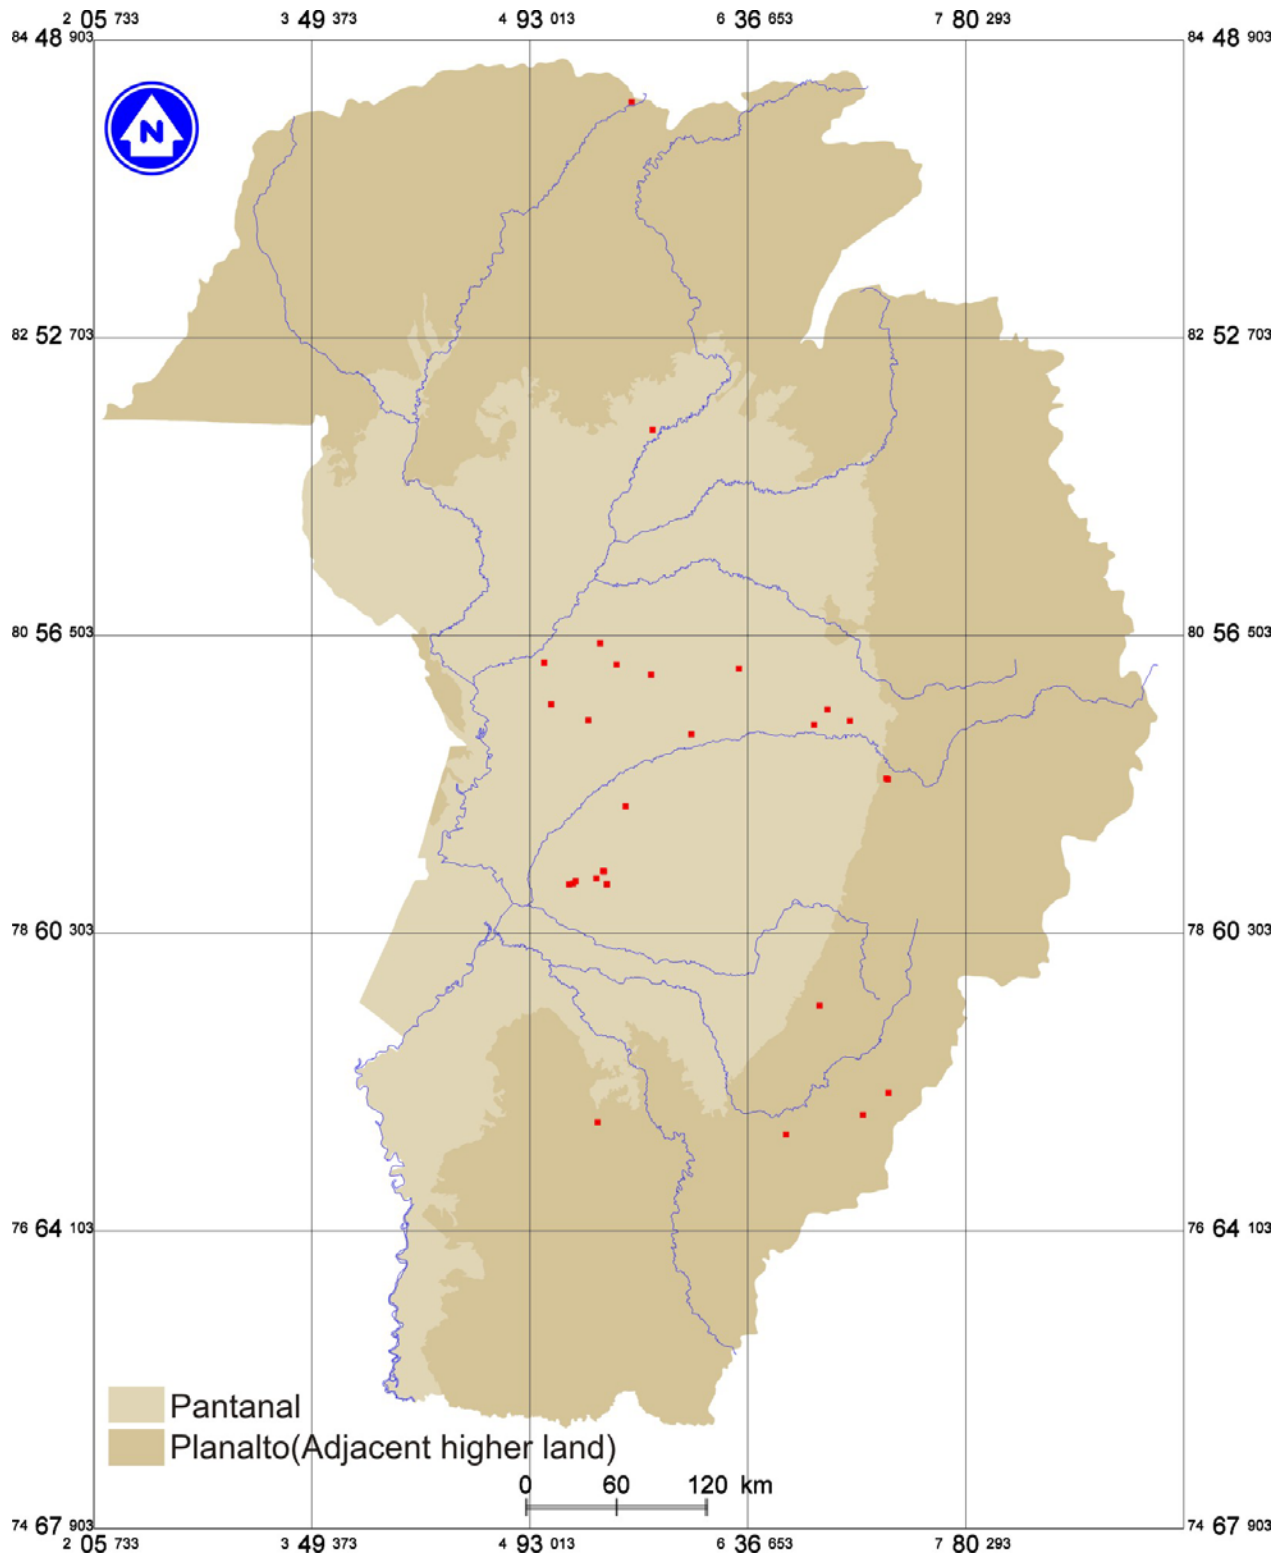 2 05 733 3 49 373 4 93 013 6 36 653 7 80 293
84 48 903 84 48 903
N
82 52 703 82 52 703
80 56 503 80 56 503
78 60 303 78 60 303
76 64 103 76 64 103
Pantanal
Planalto(Adjacent higher land)
0 60 120 km
74 67 903 74 67 903
2 05 733 3 49 373 4 93 013 6 36 653 7 80 293